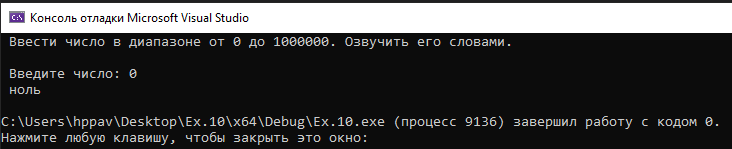 Консоль отладки Microsoft Visual Studio
Ввести число в диапазоне от 0 до 1000000. Озвучить его словами.
Введите число: 0
ноль
C:\Users\hppav\Desktop\Ex.10\x64\Debug\Ex.10.exe (процесс 9136) завершил работу с кодом 0.
Нажмите любую клавишу, чтобы закрыть это окно: